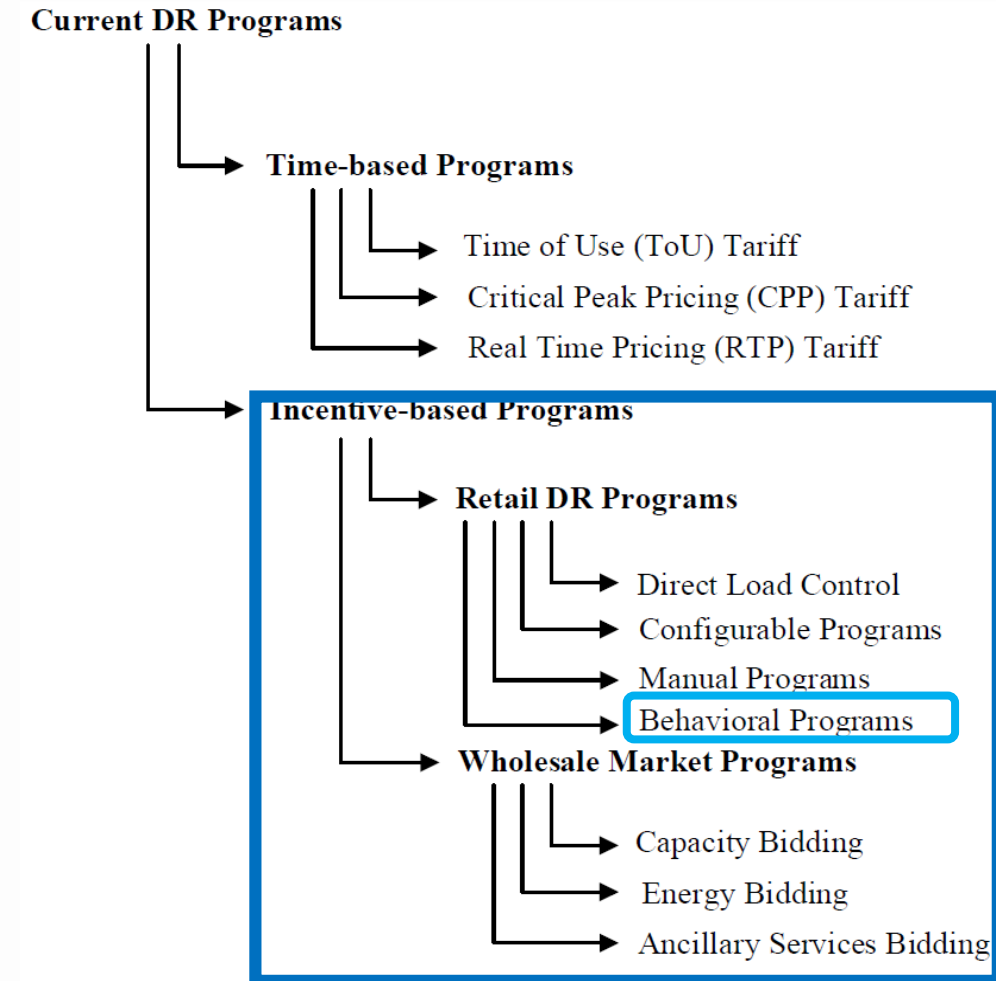 Current DR Programs
Time-based Programs
Time of Use (ToU) Tariff
Critical Peak Pricing (CPP) Tariff
Real Time Pricing (RTP) Tariff
Incentive-based Programs
Retail DR Programs
Direct Load Control
Configurable Programs
Manual Programs
Behavioral Programs
Wholesale Market Programs
Capacity Bidding
Energy Bidding
Ancillary Services Bidding